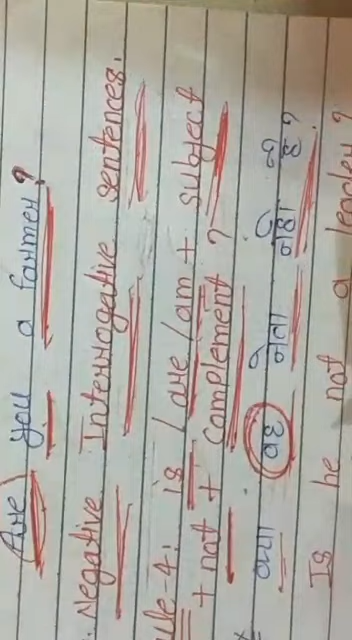 Are you a farmer?
Negative Interrogative sentences.
ule-4: is / are / am + subject
+ not + complement ?
क्या वह नेता नहीं है ?
Is he not a leader ?